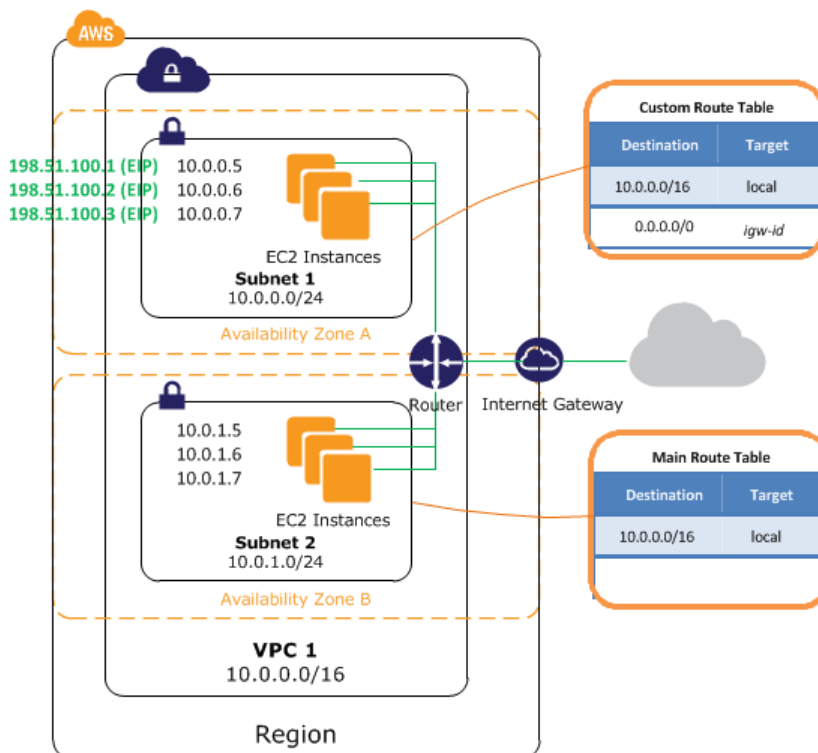 AWS
198.51.100.1 (EIP) 10.0.0.5
198.51.100.2 (EIP) 10.0.0.6
198.51.100.3 (EIP) 10.0.0.7
EC2 Instances
Subnet 1
10.0.0.0/24
Availability Zone A
Custom Route Table
Destination Target
10.0.0.0/16 local
0.0.0.0/0 igw-id
Router
Internet Gateway
10.0.1.5
10.0.1.6
10.0.1.7
EC2 Instances
Subnet 2
10.0.1.0/24
Availability Zone B
Main Route Table
Destination Target
10.0.0.0/16 local
VPC 1
10.0.0.0/16
Region